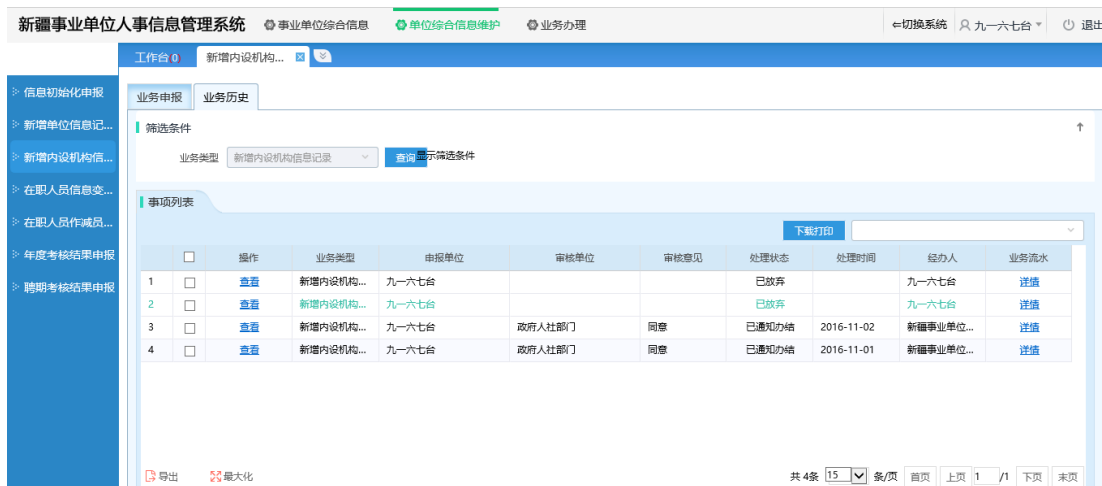 新疆事业单位人事信息管理系统 事业单位综合信息 单位综合信息维护 业务办理 ⇐切换系统 九一六七台 退出
工作台(0) 新增内设机构...
信息初始化申报
新增单位信息记...
新增内设机构信...
在职人员信息变...
在职人员作减员...
年度考核结果申报
聘期考核结果申报
业务申报 业务历史
筛选条件
业务类型 新增内设机构信息记录 查询 显示筛选条件
事项列表
下载打印
操作 业务类型 申报单位 审核单位 审核意见 处理状态 处理时间 经办人 业务流水
1 查看 新增内设机构... 九一六七台 已放弃 九一六七台 详情
2 查看 新增内设机构... 九一六七台 已放弃 九一六七台 详情
3 查看 新增内设机构... 九一六七台 政府人社部门 同意 已通知办结 2016-11-02 新疆事业单位... 详情
4 查看 新增内设机构... 九一六七台 政府人社部门 同意 已通知办结 2016-11-01 新疆事业单位... 详情
导出 最大化 共 4条 15 条/页 首页 上页 1 /1 下页 末页